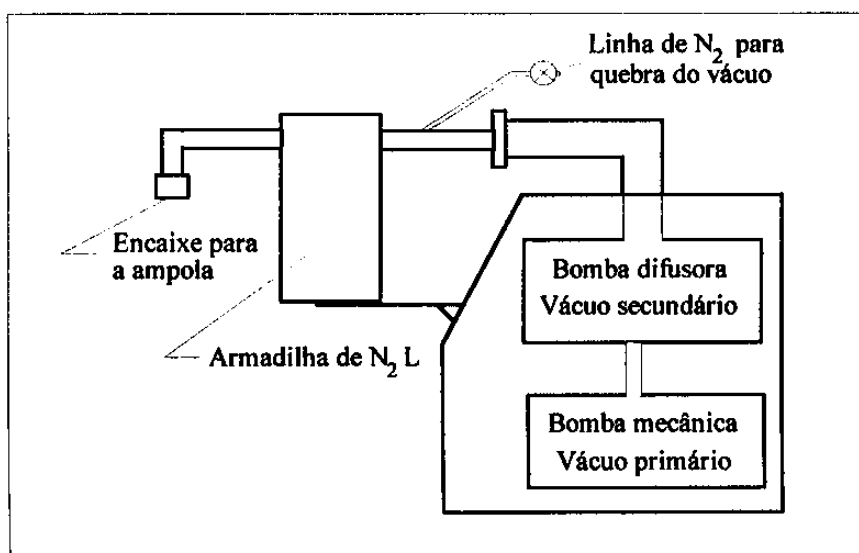 Linha de N2 para
quebra do vácuo
Encaixe para
a ampola
Armadilha de N2 L
Bomba difusora
Vácuo secundário
Bomba mecânica
Vácuo primário